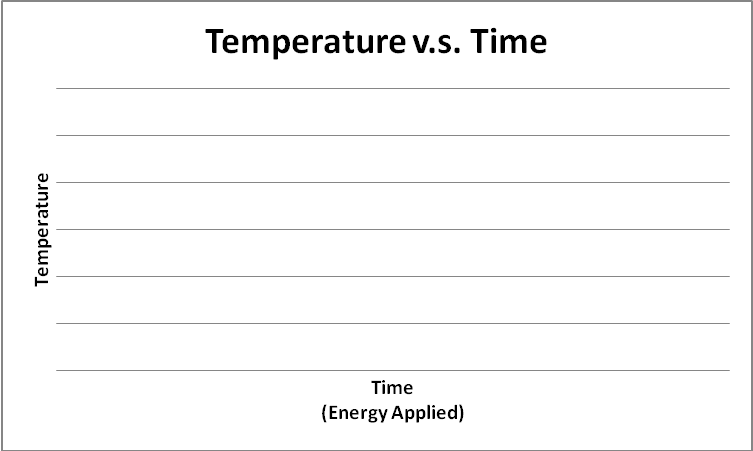 Temperature v.s. Time
Temperature
Time
(Energy Applied)